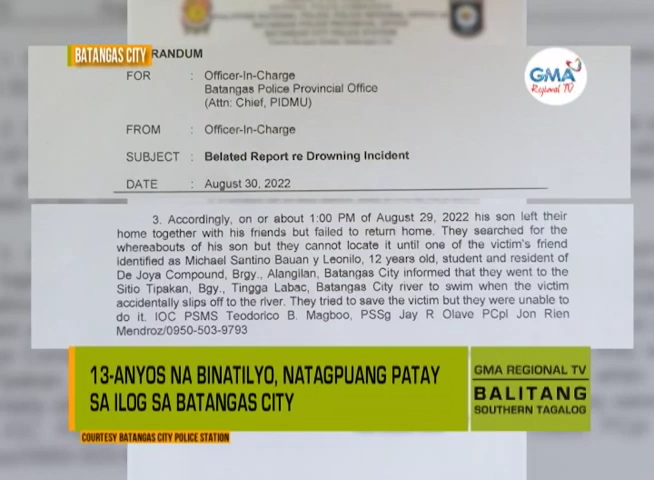 BATANGAS CITY
POLICE
BATANGAS CITY POLICE STATION
RANDUM
GMA
Regional TV
FOR : Officer-In-Charge
Batangas Police Provincial Office
(Attn: Chief, PIDMU)
FROM : Officer-In-Charge
SUBJECT : Belated Report re Drowning Incident
DATE : August 30, 2022
3. Accordingly, on or about 1:00 PM of August 29, 2022 his son left their
home together with his friends but failed to return home. They searched for the
whereabouts of his son but they cannot locate it until one of the victim's friend
identified as Michael Santino Bauan y Leonilo, 12 years old, student and resident of
De Joya Compound, Brgy., Alangilan, Batangas City informed that they went to the
Sitio Tipakan, Bgy., Tingga Labac, Batangas City river to swim when the victim
accidentally slips off to the river. They tried to save the victim but they were unable
to do it. IOC PSMS Teodorico B. Magboo, PSSg Jay R Olave PCpl Jon Rien
Mendroz/0950-503-9793
13-ANYOS NA BINATILYO, NATAGPUANG PATAY
SA ILOG SA BATANGAS CITY
GMA REGIONAL TV
BALITANG
SOUTHERN TAGALOG
COURTESY BATANGAS CITY POLICE STATION